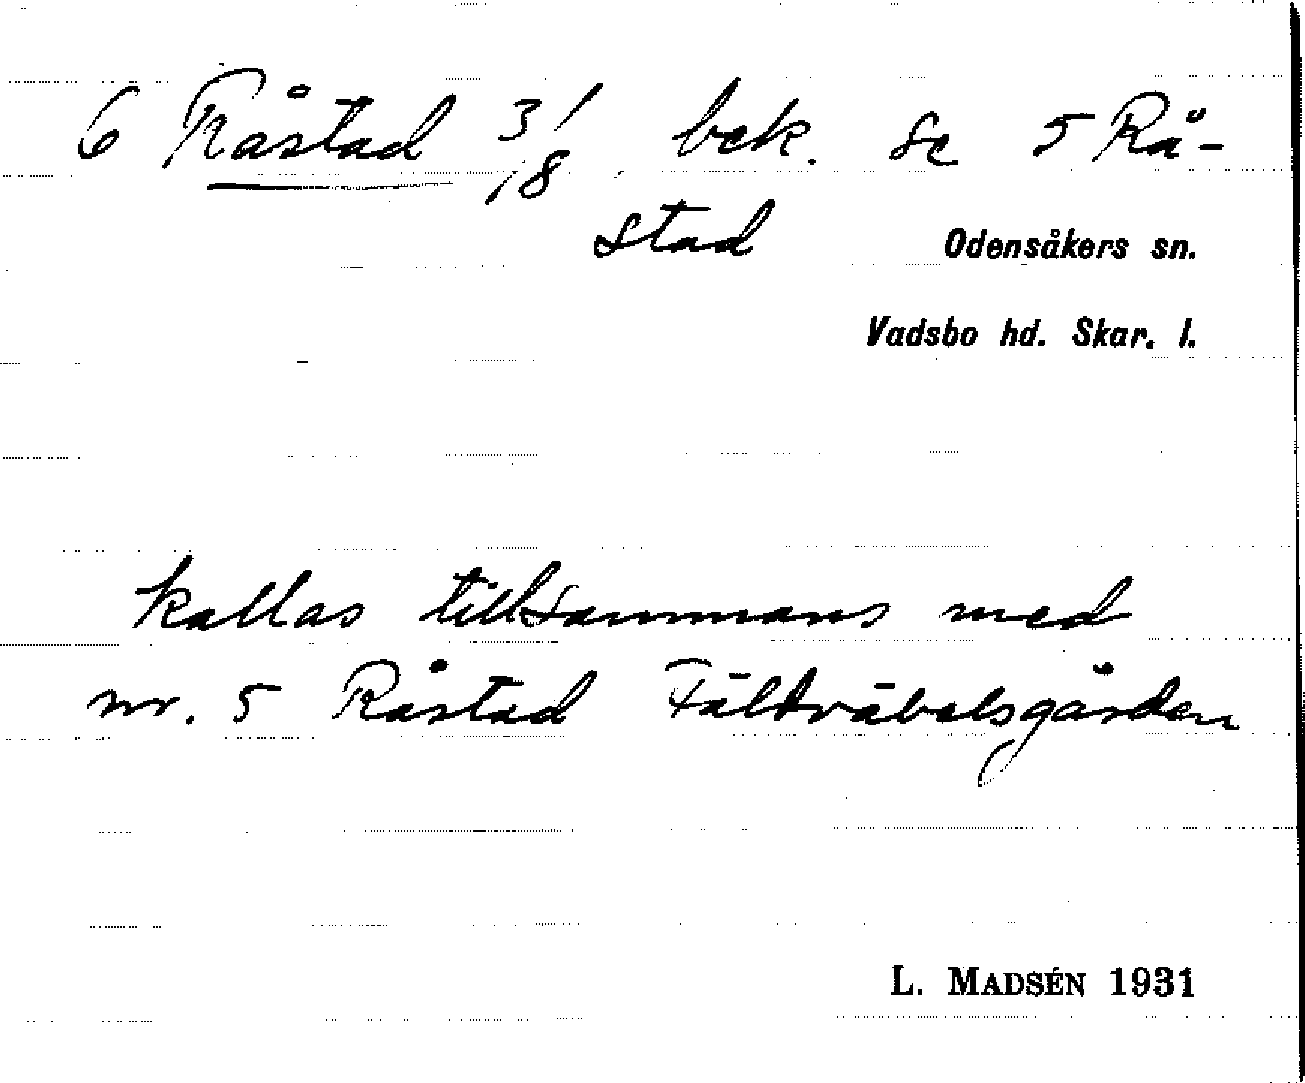 6 Råstad 3/18 bek. se 5 Rå-
stad
Odensåkers sn.
Vadsbo hd. Skar. l.
kallas tillsammans med
nr. 5 Råstad Fältväbelsgården
L. MADSÉN 1931